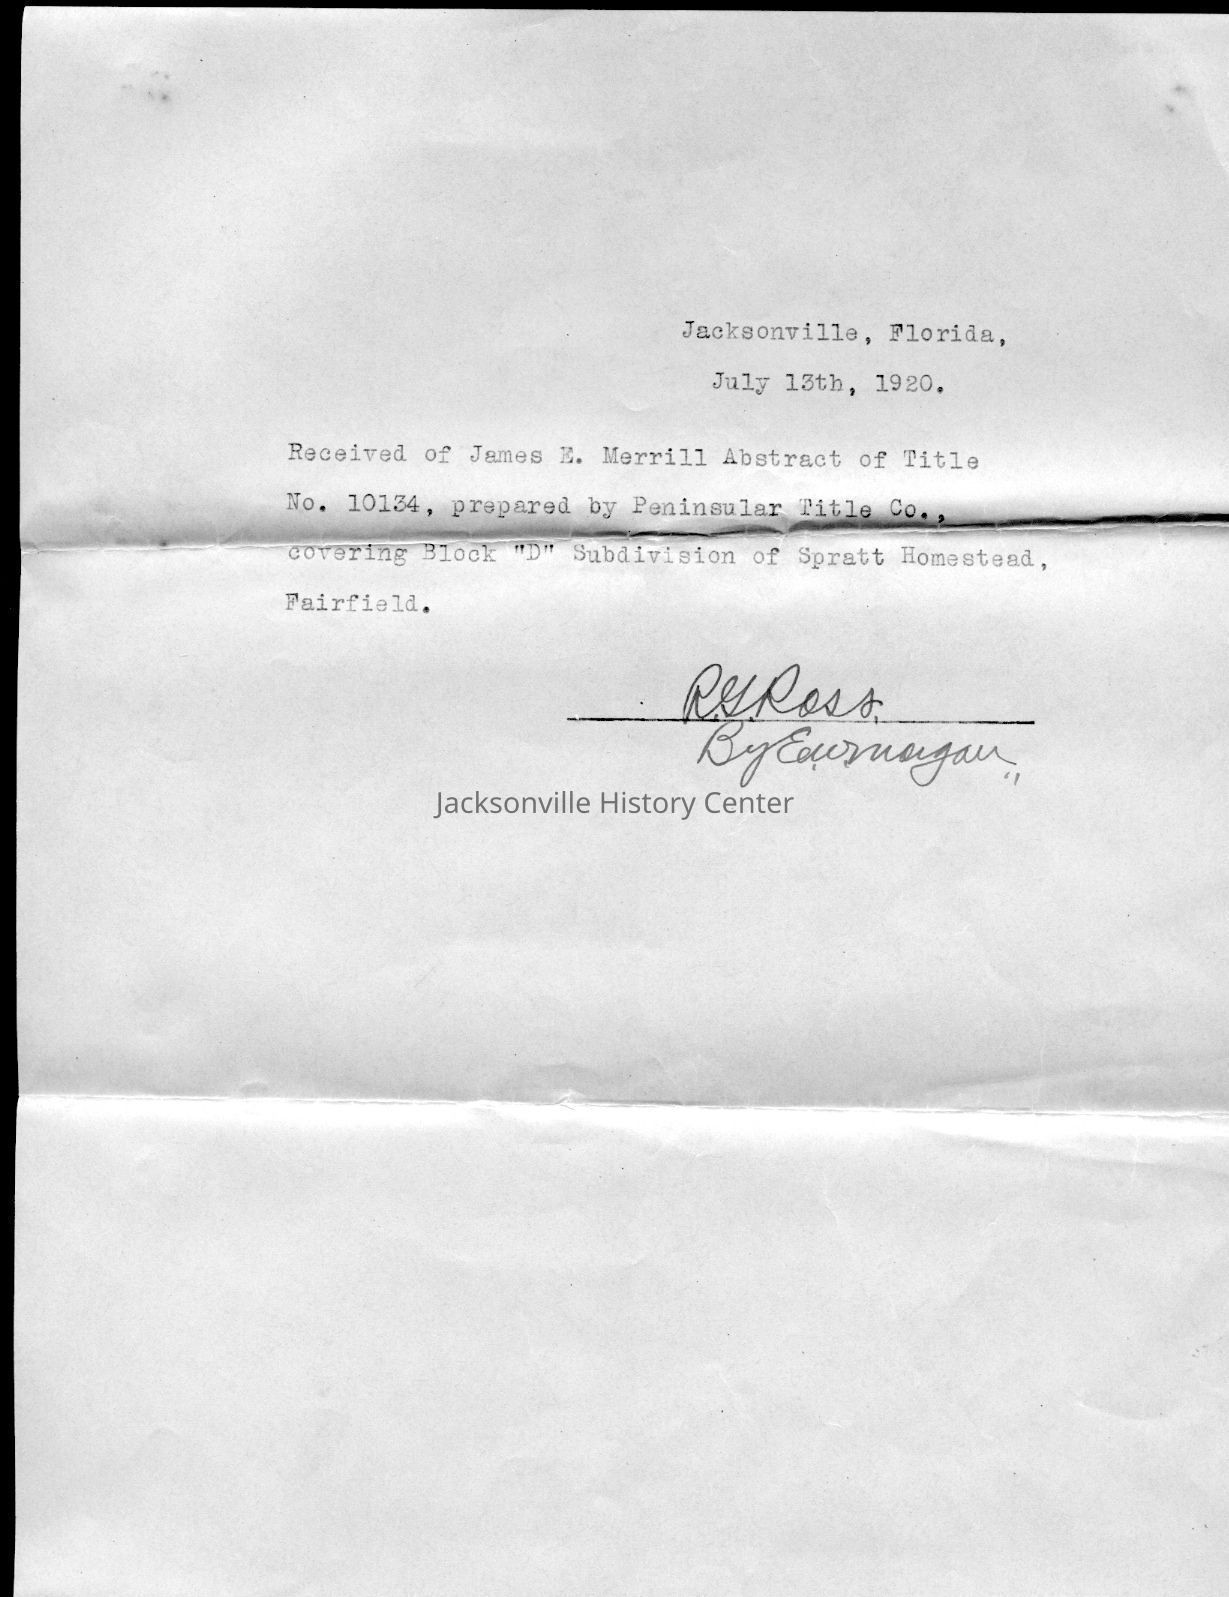 Jacksonville, Florida,
July 13th, 1920.
Received of James E. Merrill Abstract of Title
No. 10134, prepared by Peninsular Title Co.,
covering Block "D" Subdivision of Spratt Homestead,
Fairfield.
R.G. Ross.
By
Jacksonville History Center